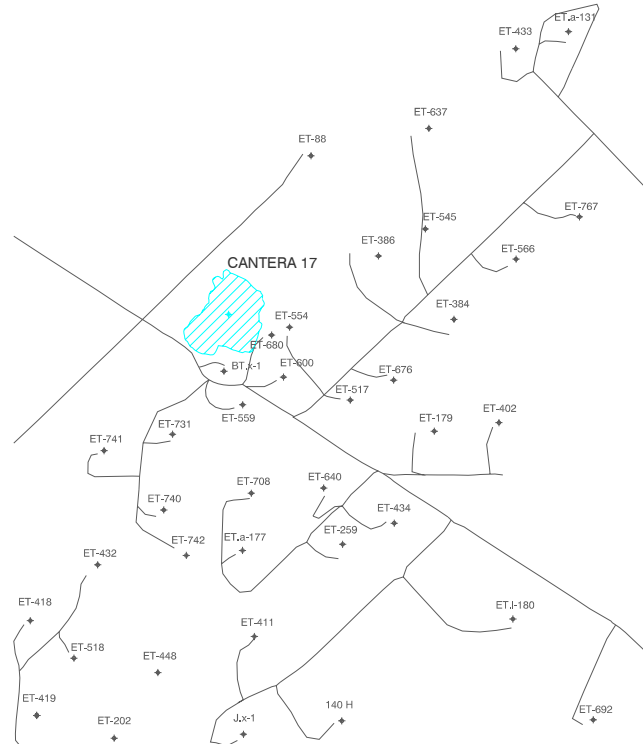 ET.a-131
ET-433
ET-637
ET-88
ET-767
ET-545
ET-386
ET-566
CANTERA 17
ET-384
ET-554
ET-680
BT.x-1
ET-600
ET-676
ET-517
ET-559
ET-402
ET-179
ET-731
ET-741
ET-708
ET-640
ET-740
ET-434
ET-742
ET.a-177
ET-259
ET-432
ET-418
ET.I-180
ET-411
ET-518
ET-448
ET-419
ET-202
J.x-1
140 H
ET-692